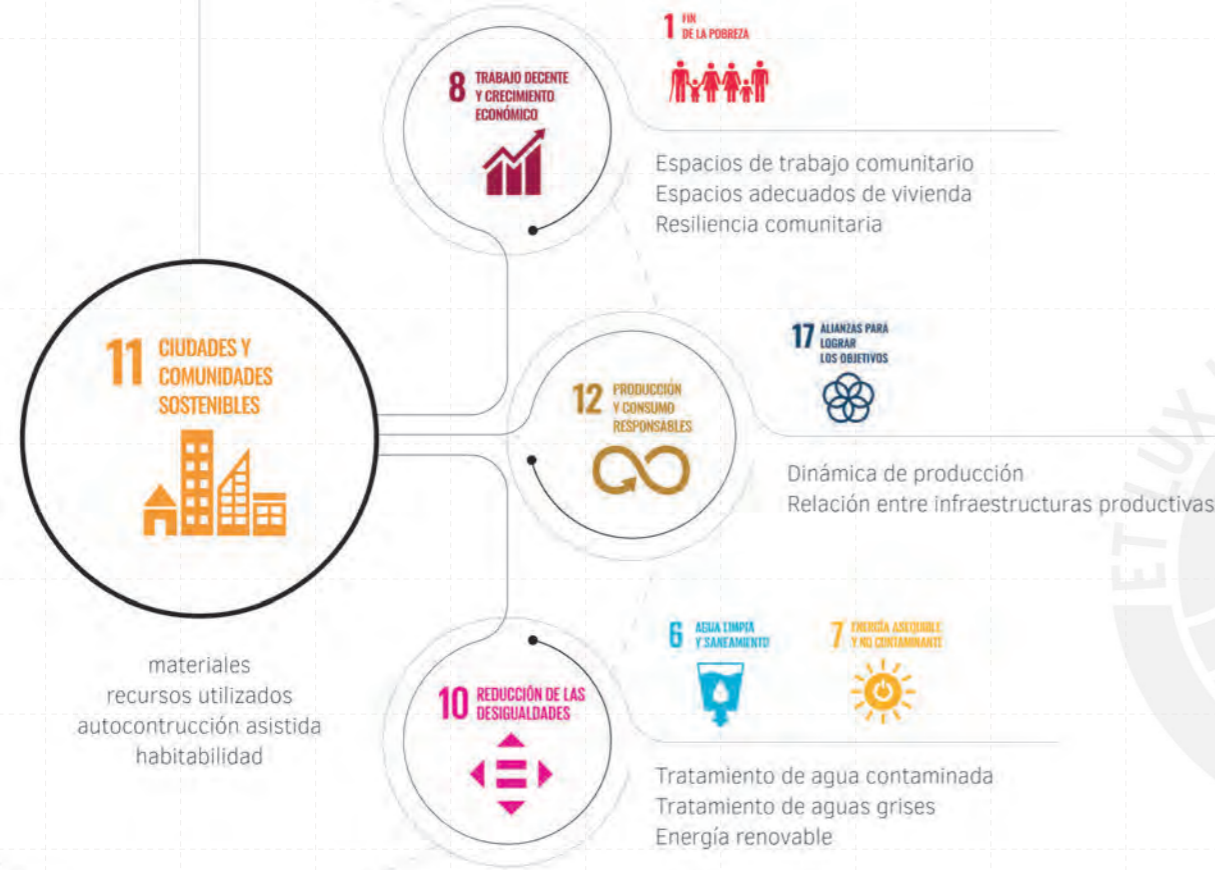 1 FIN
DE LA POBREZA
8 TRABAJO DECENTE
Y CRECIMIENTO
ECONÓMICO
Espacios de trabajo comunitario
Espacios adecuados de vivienda
Resiliencia comunitaria
11 CIUDADES Y
COMUNIDADES
SOSTENIBLES
materiales
recursos utilizados
autocontrucción asistida
habitabilidad
17 ALIANZAS PARA
LOGRAR
LOS OBJETIVOS
12 PRODUCCIÓN
Y CONSUMO
RESPONSABLES
Dinámica de producción
Relación entre infraestructuras productivas
6 AGUA LIMPIA
Y SANEAMIENTO
7 ENERGÍA ASEQUIBLE
Y NO CONTAMINANTE
10 REDUCCIÓN DE LAS
DESIGUALDADES
Tratamiento de agua contaminada
Tratamiento de aguas grises
Energía renovable
ET LUX